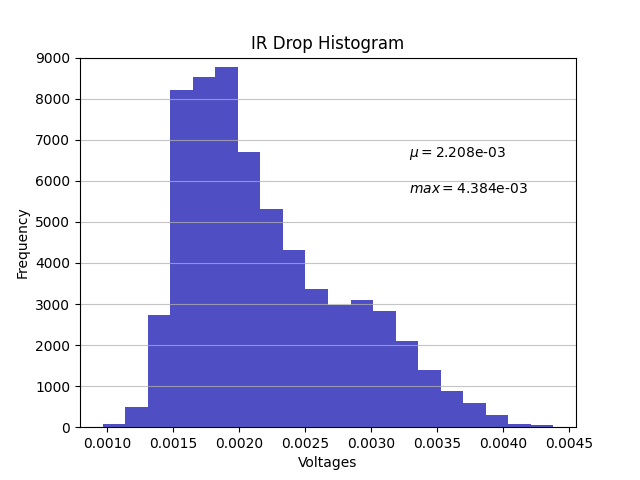 IR Drop Histogram
9000
8000
7000
6000
5000
4000
3000
2000
1000
0
Frequency
μ = 2.208e-03
max = 4.384e-03
0.0010 0.0015 0.0020 0.0025 0.0030 0.0035 0.0040 0.0045
Voltages